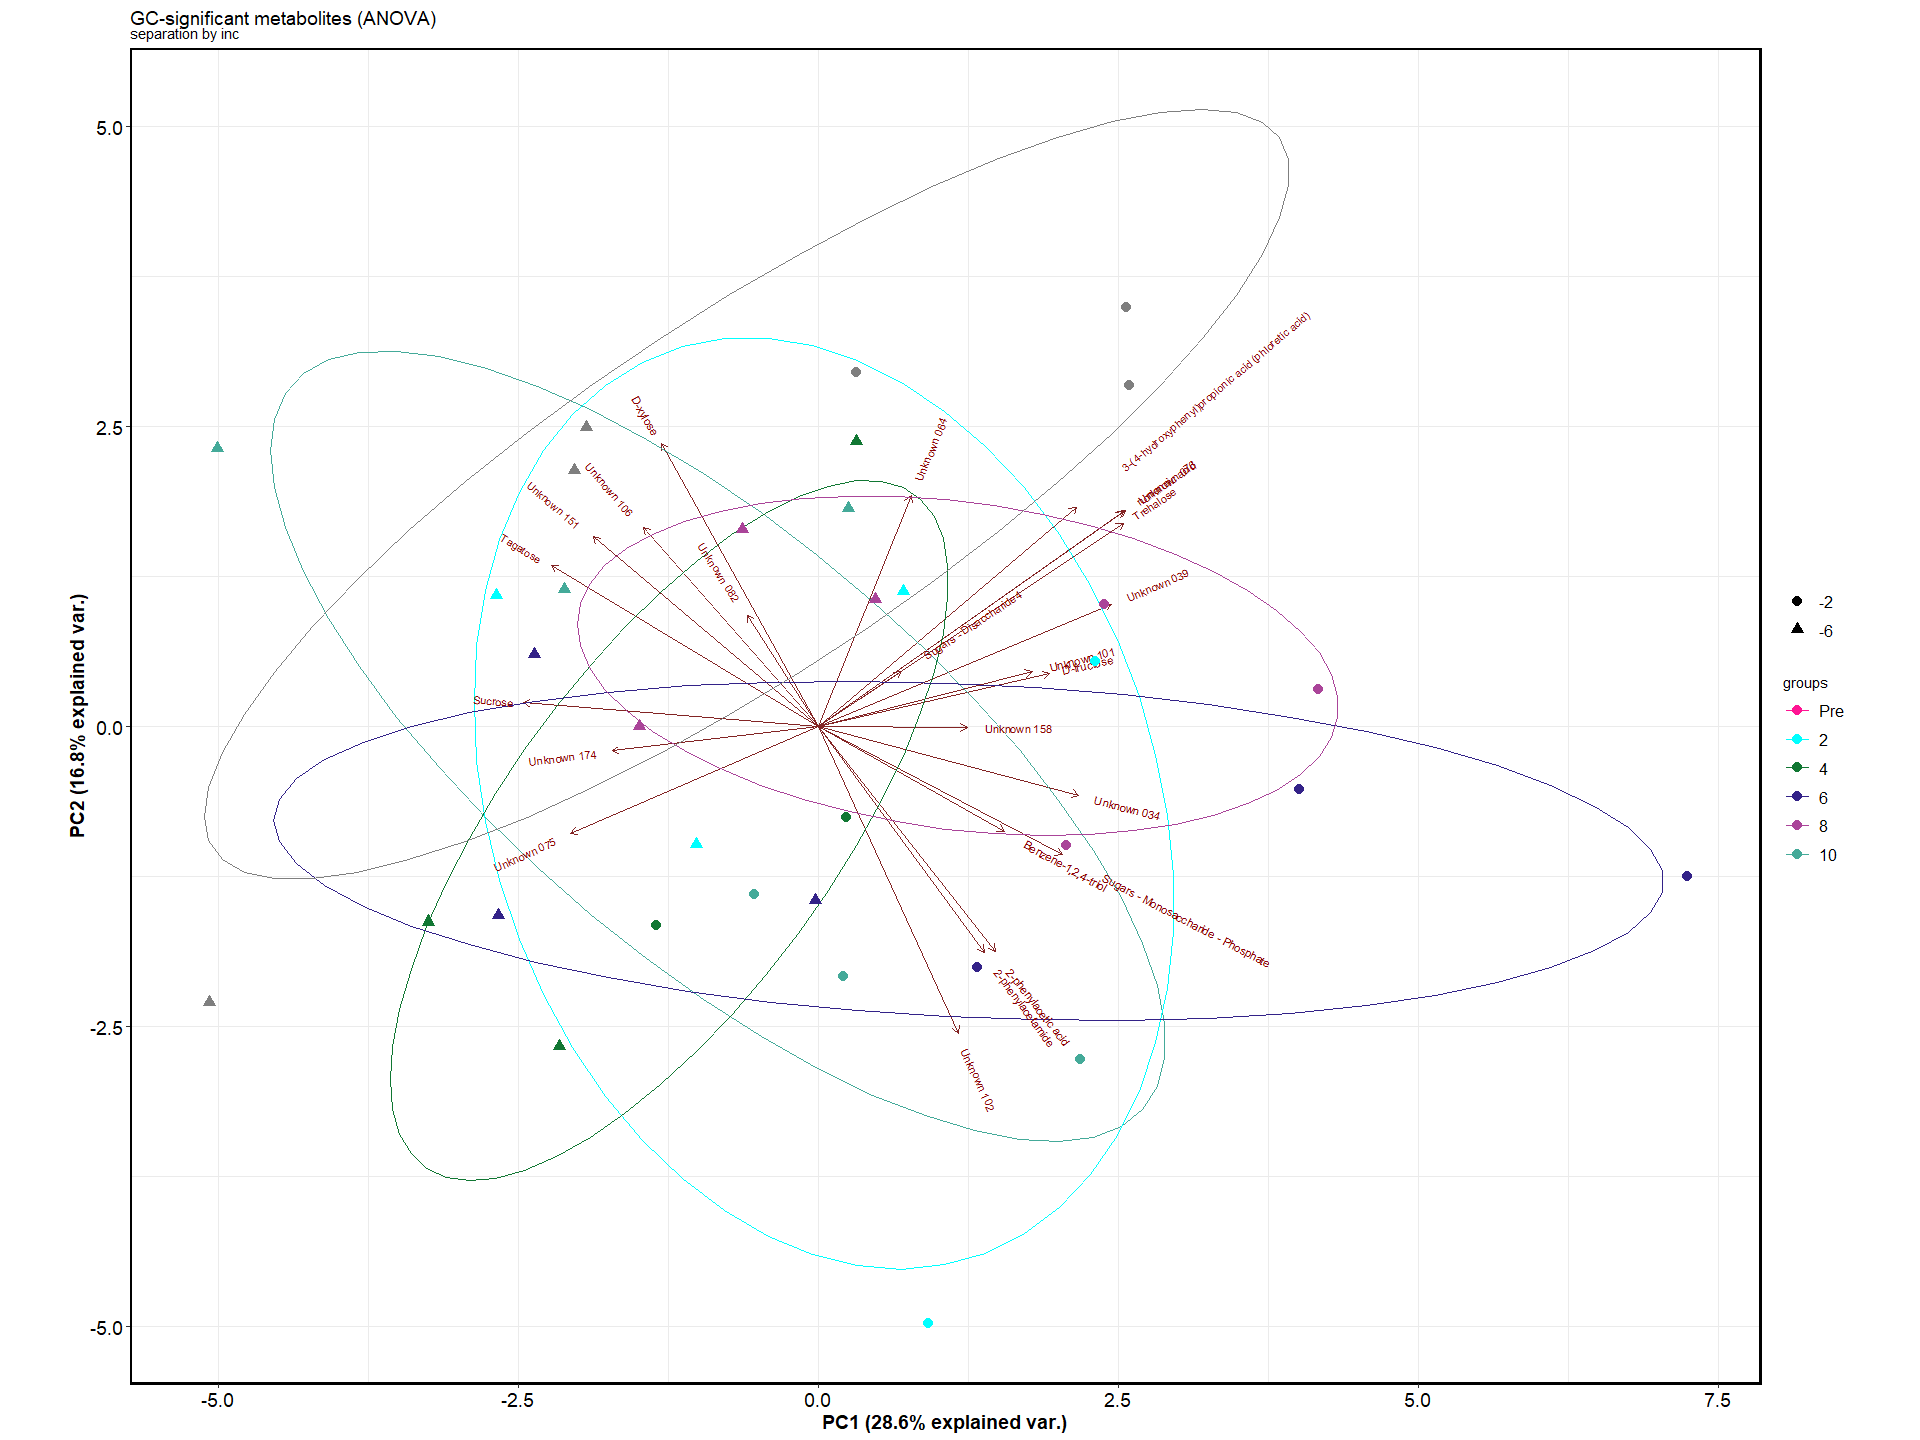 GC-significant metabolites (ANOVA)
separation by inc
5.0
2.5
0.0
-2.5
-5.0
PC2 (16.8% explained var.)
3-(4-hydroxyphenyl)propionic acid (phloretic acid)
D-xylose
Unknown 064
Unknown 106
Unknown 151
Trehalose
Tagatose
Unknown 082
Unknown 039
Sugars - Disaccharide 4
Unknown 101
D-fucose
Sucrose
Unknown 158
Unknown 174
Unknown 034
Unknown 075
Benzene-1,2,4-triol
Sugars - Monosaccharide - Phosphate
2-phenylacetic acid
2-phenylacetamide
Unknown 102
-5.0
-2.5
0.0
2.5
5.0
7.5
PC1 (28.6% explained var.)
-2
-6
groups
Pre
2
4
6
8
10